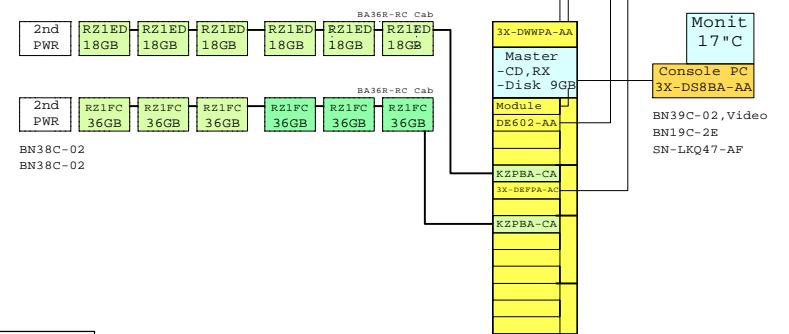 BA36R-RC Cab
2nd PWR
RZ1ED 18GB
RZ1ED 18GB
RZ1ED 18GB
RZ1ED 18GB
RZ1ED 18GB
RZ1ED 18GB
BA36R-RC Cab
2nd PWR
RZ1FC 36GB
RZ1FC 36GB
RZ1FC 36GB
RZ1FC 36GB
RZ1FC 36GB
RZ1FC 36GB
BN38C-02
BN38C-02
3X-DWWPA-AA
Master
-CD,RX
-Disk 9GB
Module
DE602-AA
KZPBA-CA
3X-DEFPA-AC
KZPBA-CA
Monit
17"C
Console PC
3X-DS8BA-AA
BN39C-02,Video
BN19C-2E
SN-LKQ47-AF